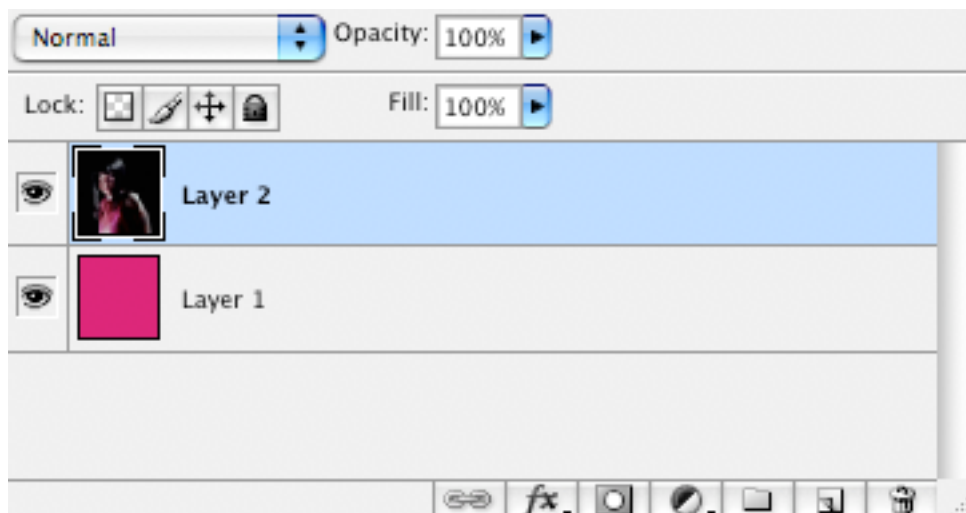 Normal Opacity: 100%
Lock: Fill: 100%
Layer 2
Layer 1
fx.